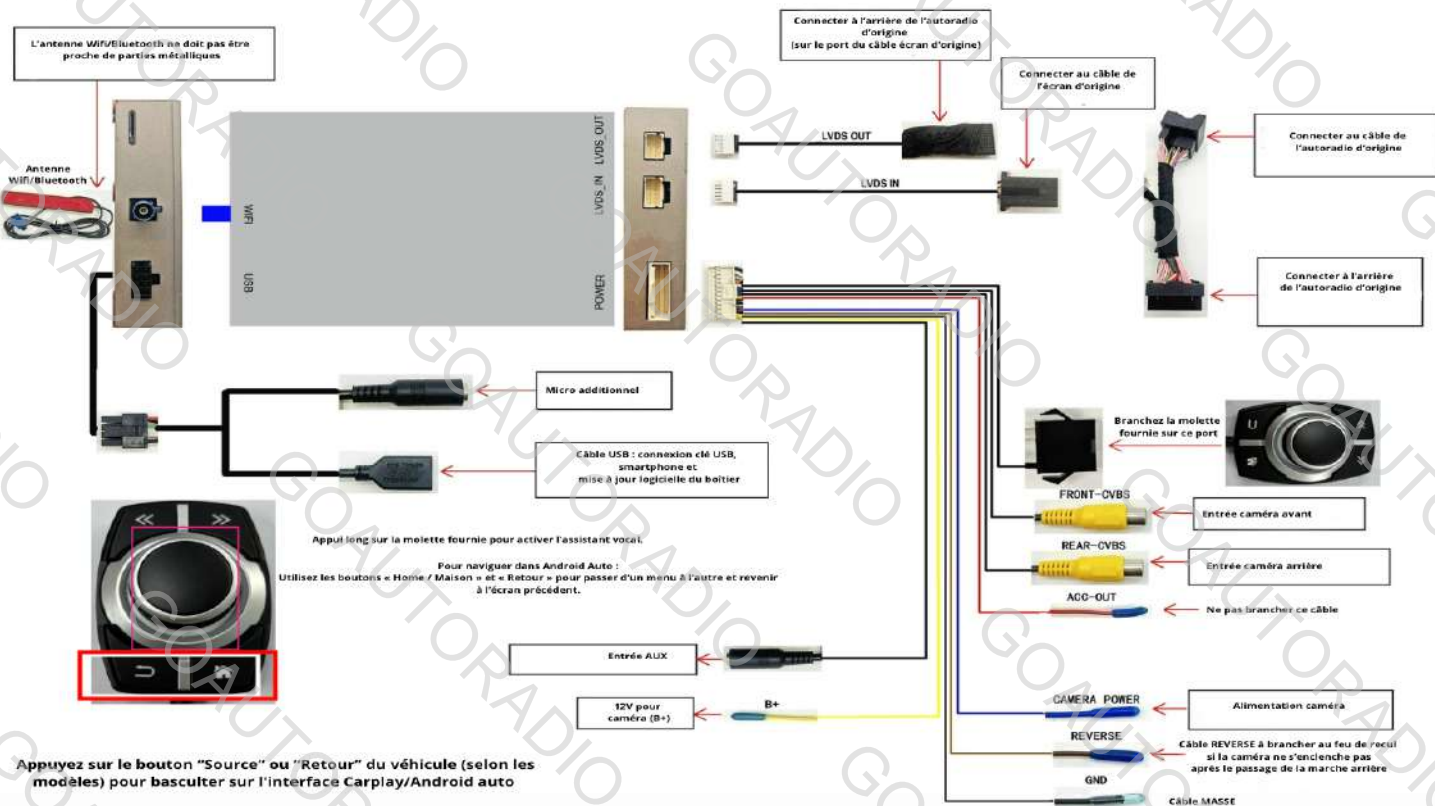 L'antenne Wifi/Bluetooth ne doit pas être
proche de parties métalliques
Connecter à l'arrière de l'autoradio
d'origine
(sur le port du câble écran d'origine)
Connecter au câble de
l'écran d'origine
Connecter au câble de
l'autoradio d'origine
Connecter à l'arrière
de l'autoradio d'origine
Antenne
Wifi/Bluetooth
WIFI
USB
LVDS_OUT
LVDS_IN
POWER
LVDS OUT
LVDS IN
Micro additionnel
Câble USB : connexion clé USB,
smartphone et
mise à jour logicielle du boîtier
Branchez la molette
fournie sur ce port
FRONT-CVBS
Entrée caméra avant
REAR-CVBS
Entrée caméra arrière
ACC-OUT
Ne pas brancher ce câble
Appui long sur la molette fournie pour activer l'assistant vocal.
Pour naviguer dans Android Auto :
Utilisez les boutons « Home / Maison » et « Retour » pour passer d'un menu à l'autre et revenir
à l'écran précédent.
Entrée AUX
12V pour
caméra (B+)
B+
CAMERA POWER
Alimentation caméra
REVERSE
Câble REVERSE à brancher au feu de recul
si la caméra ne s'enclenche pas
après le passage de la marche arrière
GND
Câble MASSE
Appuyez sur le bouton "Source" ou "Retour" du véhicule (selon les
modèles) pour basculter sur l'interface Carplay/Android auto
GOAUTORADIO